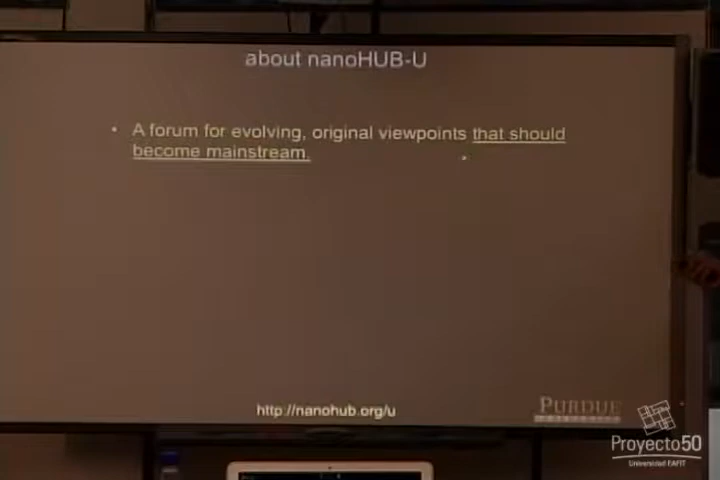 about nanoHUB-U
• A forum for evolving, original viewpoints that should
become mainstream.
http://nanohub.org/u
PURDUE
Proyecto50
Universidad EAFIT